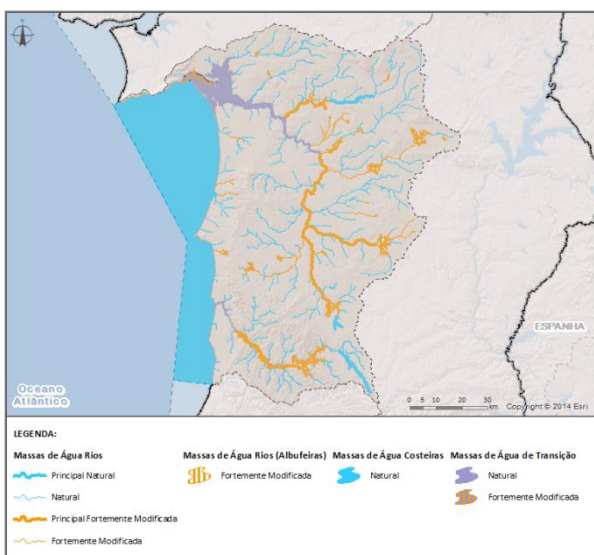 N
ESPANHA
Oceano
Atlântico
0 5 10 20 30
km Copyright © 2014 Esri
LEGENDA:
Massas de Água Rios
Principal Natural
Natural
Principal Fortemente Modificada
Fortemente Modificada
Massas de Água Rios (Albufeiras)
Fortemente Modificada
Massas de Água Costeiras
Natural
Massas de Água de Transição
Natural
Fortemente Modificada